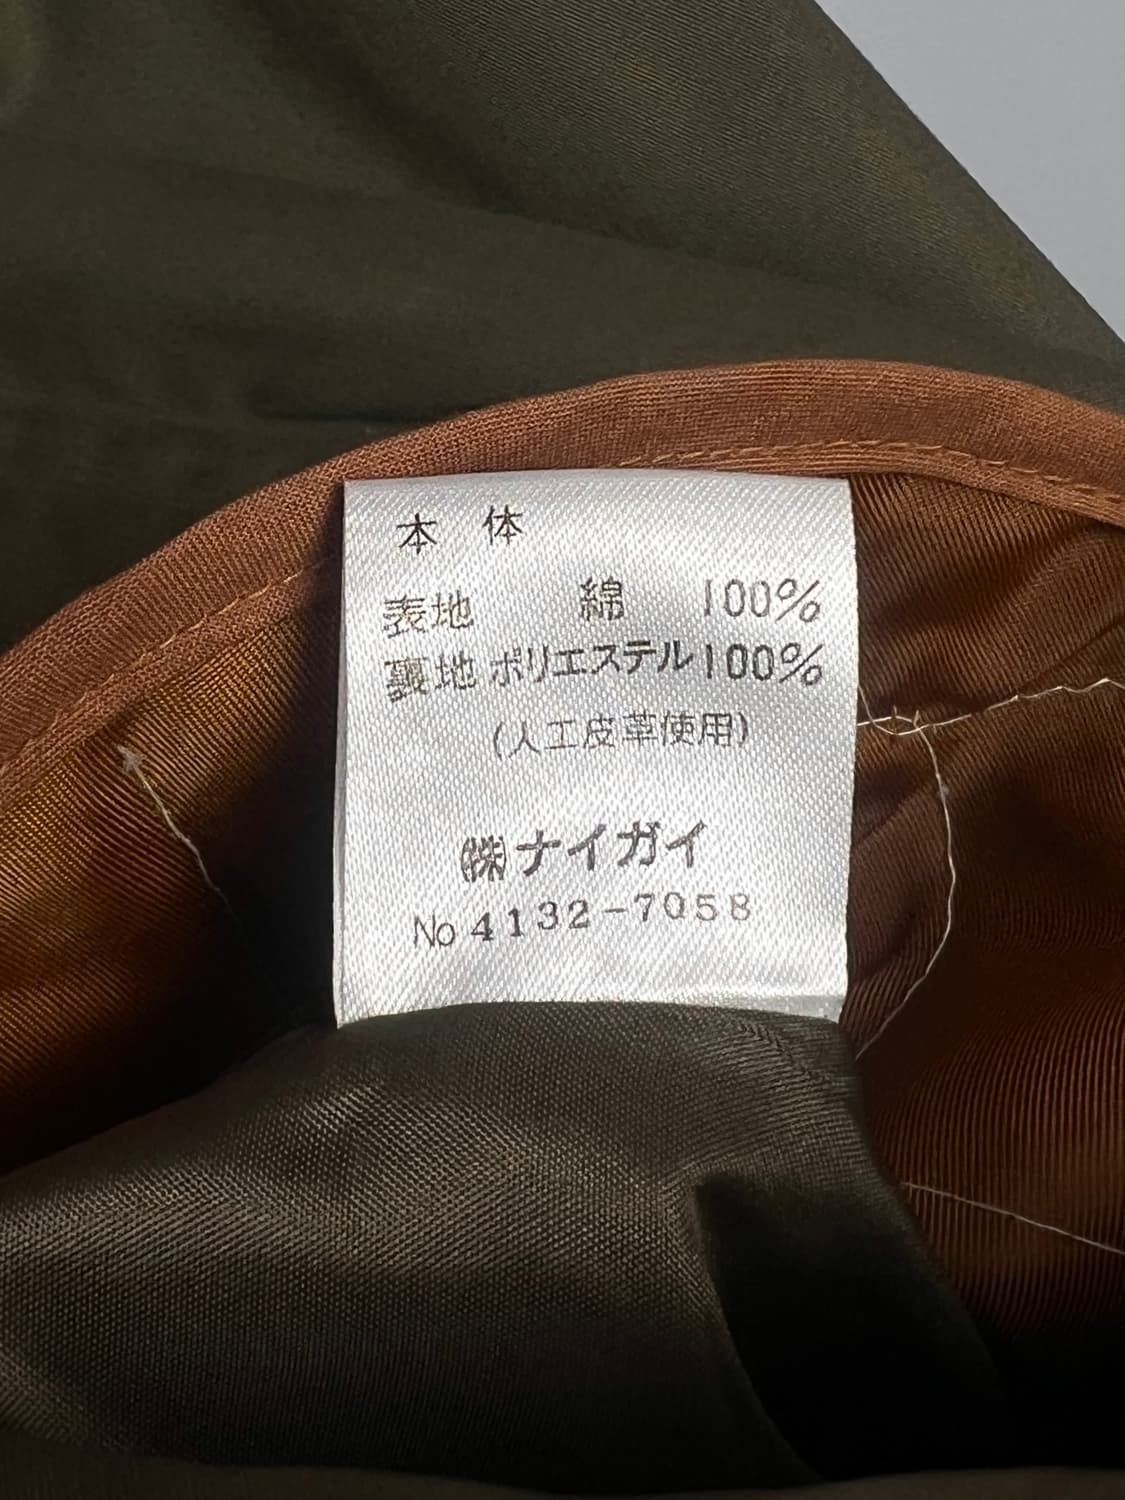 本 体
表地 綿 100%
裏地 ポリエステル100%
(人工皮革使用)
㈱ナイガイ
No 4132-7058